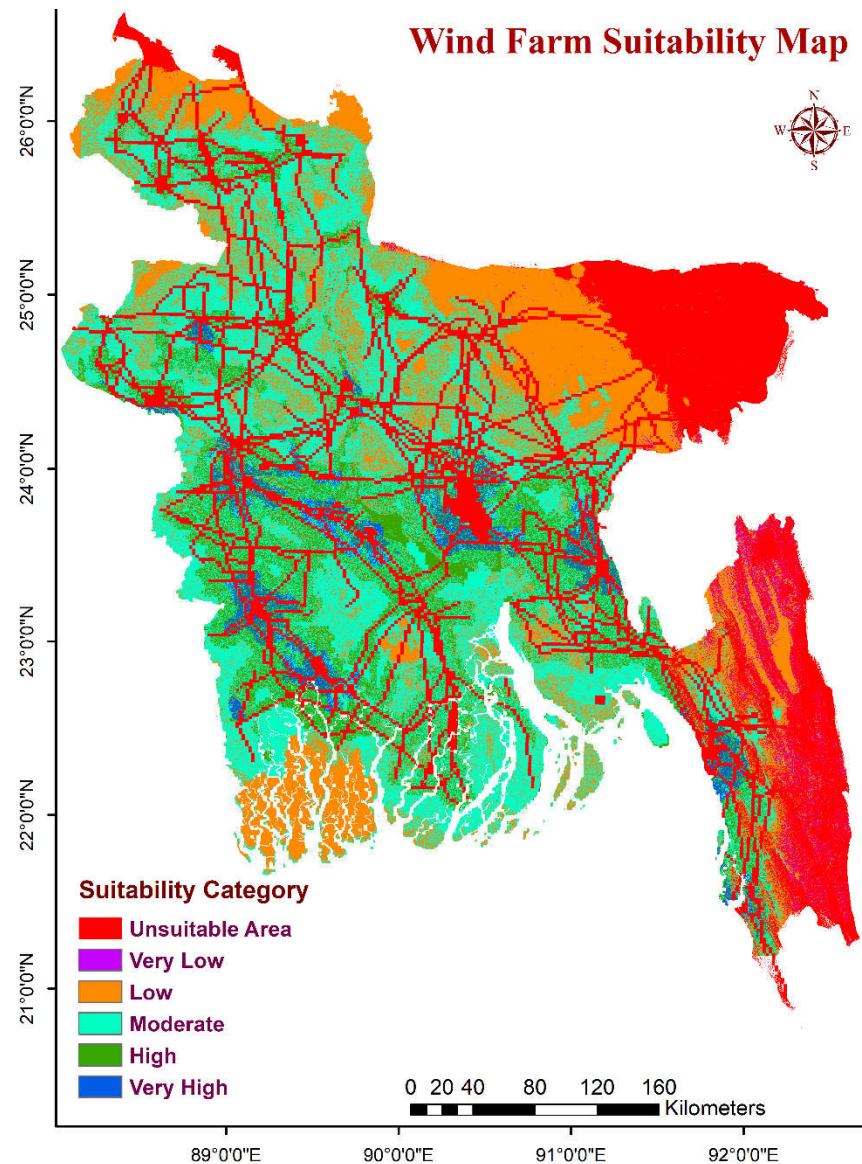 Wind Farm Suitability Map
N
W E
S
26°0'0"N
25°0'0"N
24°0'0"N
23°0'0"N
22°0'0"N
21°0'0"N
Suitability Category
Unsuitable Area
Very Low
Low
Moderate
High
Very High
0 20 40 80 120 160
Kilometers
89°0'0"E 90°0'0"E 91°0'0"E 92°0'0"E